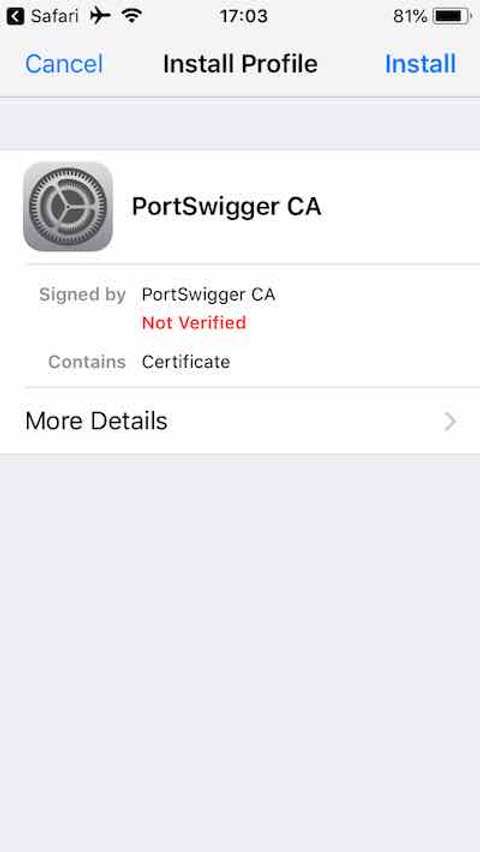 Safari 17:03 81%
Cancel Install Profile Install
PortSwigger CA
Signed by PortSwigger CA
Not Verified
Contains Certificate
More Details